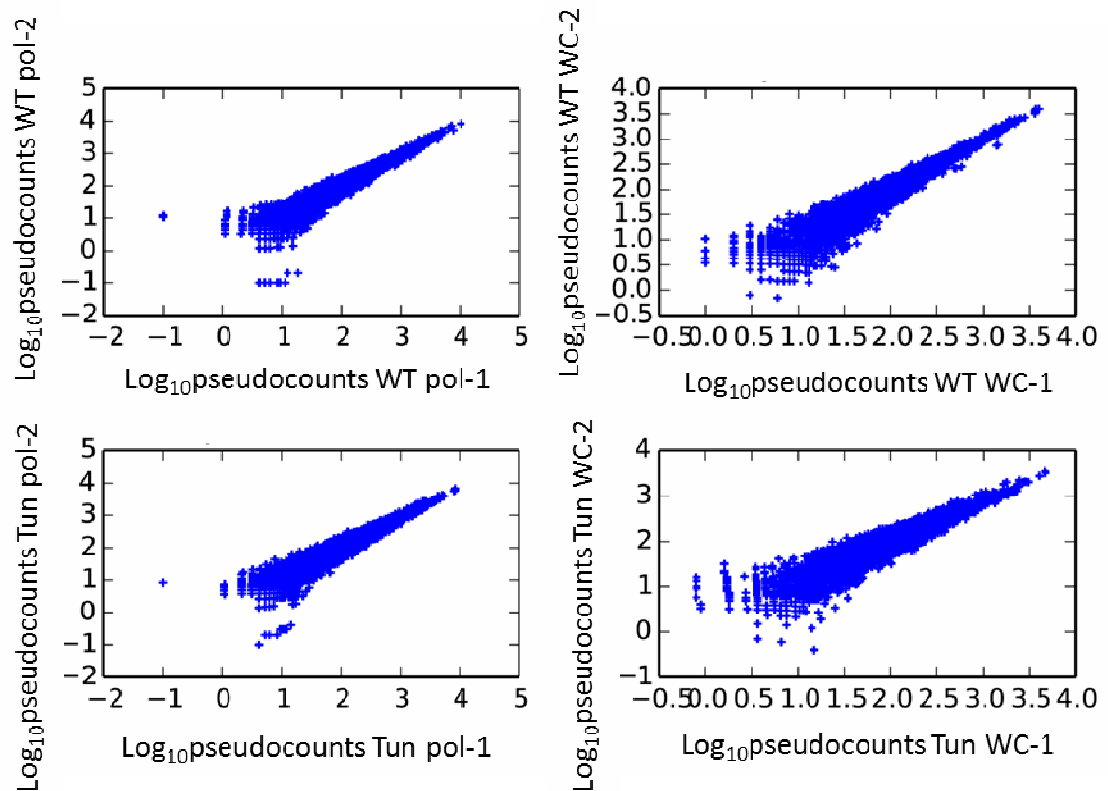 Log10pseudocounts WT pol-2
5
4
3
2
1
0
−1
−2
−2 −1 0 1 2 3 4 5
Log10pseudocounts WT pol-1
Log10pseudocounts WT WC-2
4.0
3.5
3.0
2.5
2.0
1.5
1.0
0.5
0.0
−0.5
−0.5 0.0 0.5 1.0 1.5 2.0 2.5 3.0 3.5 4.0
Log10pseudocounts WT WC-1
Log10pseudocounts Tun pol-2
5
4
3
2
1
0
−1
−2
−2 −1 0 1 2 3 4 5
Log10pseudocounts Tun pol-1
Log10pseudocounts Tun WC-2
4
3
2
1
0
−1
−0.5 0.0 0.5 1.0 1.5 2.0 2.5 3.0 3.5 4.0
Log10pseudocounts Tun WC-1